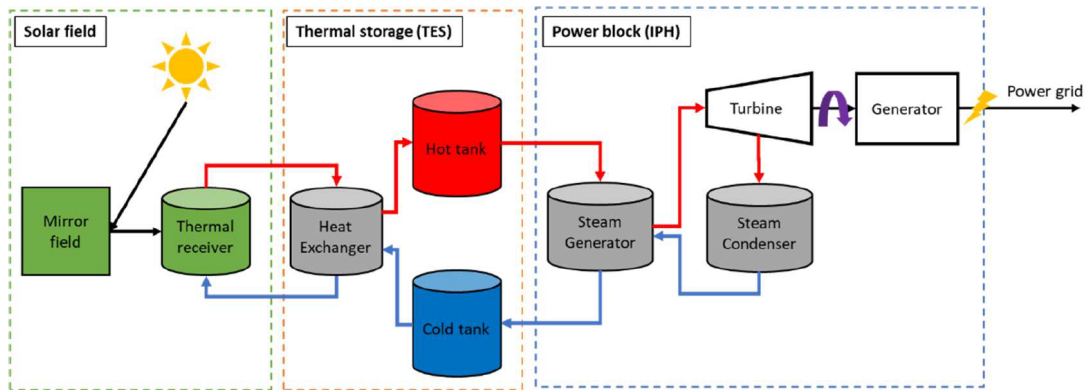 Solar field
Thermal storage (TES)
Power block (IPH)
Power grid
Turbine
Generator
Hot tank
Mirror
field
Thermal
receiver
Heat
Exchanger
Steam
Generator
Steam
Condenser
Cold tank